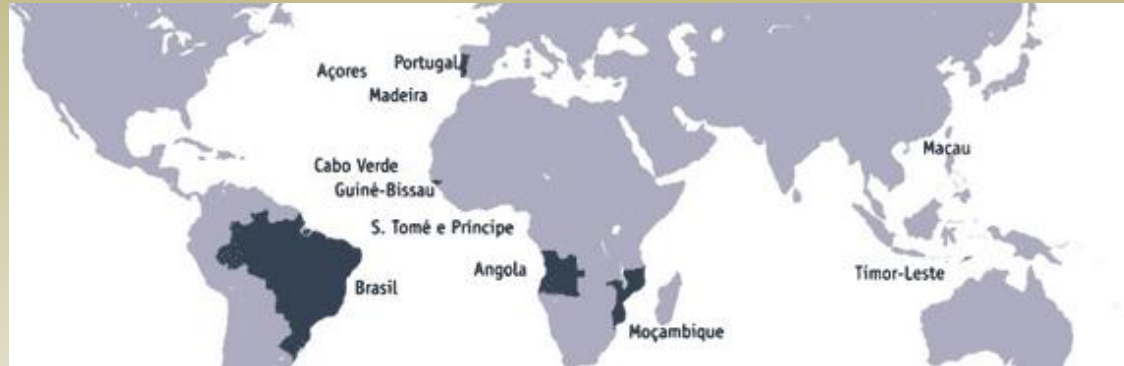 Portugal
Açores
Madeira
Macau
Cabo Verde
Guiné-Bissau
S. Tomé e Príncipe
Angola
Timor-Leste
Brasil
Moçambique